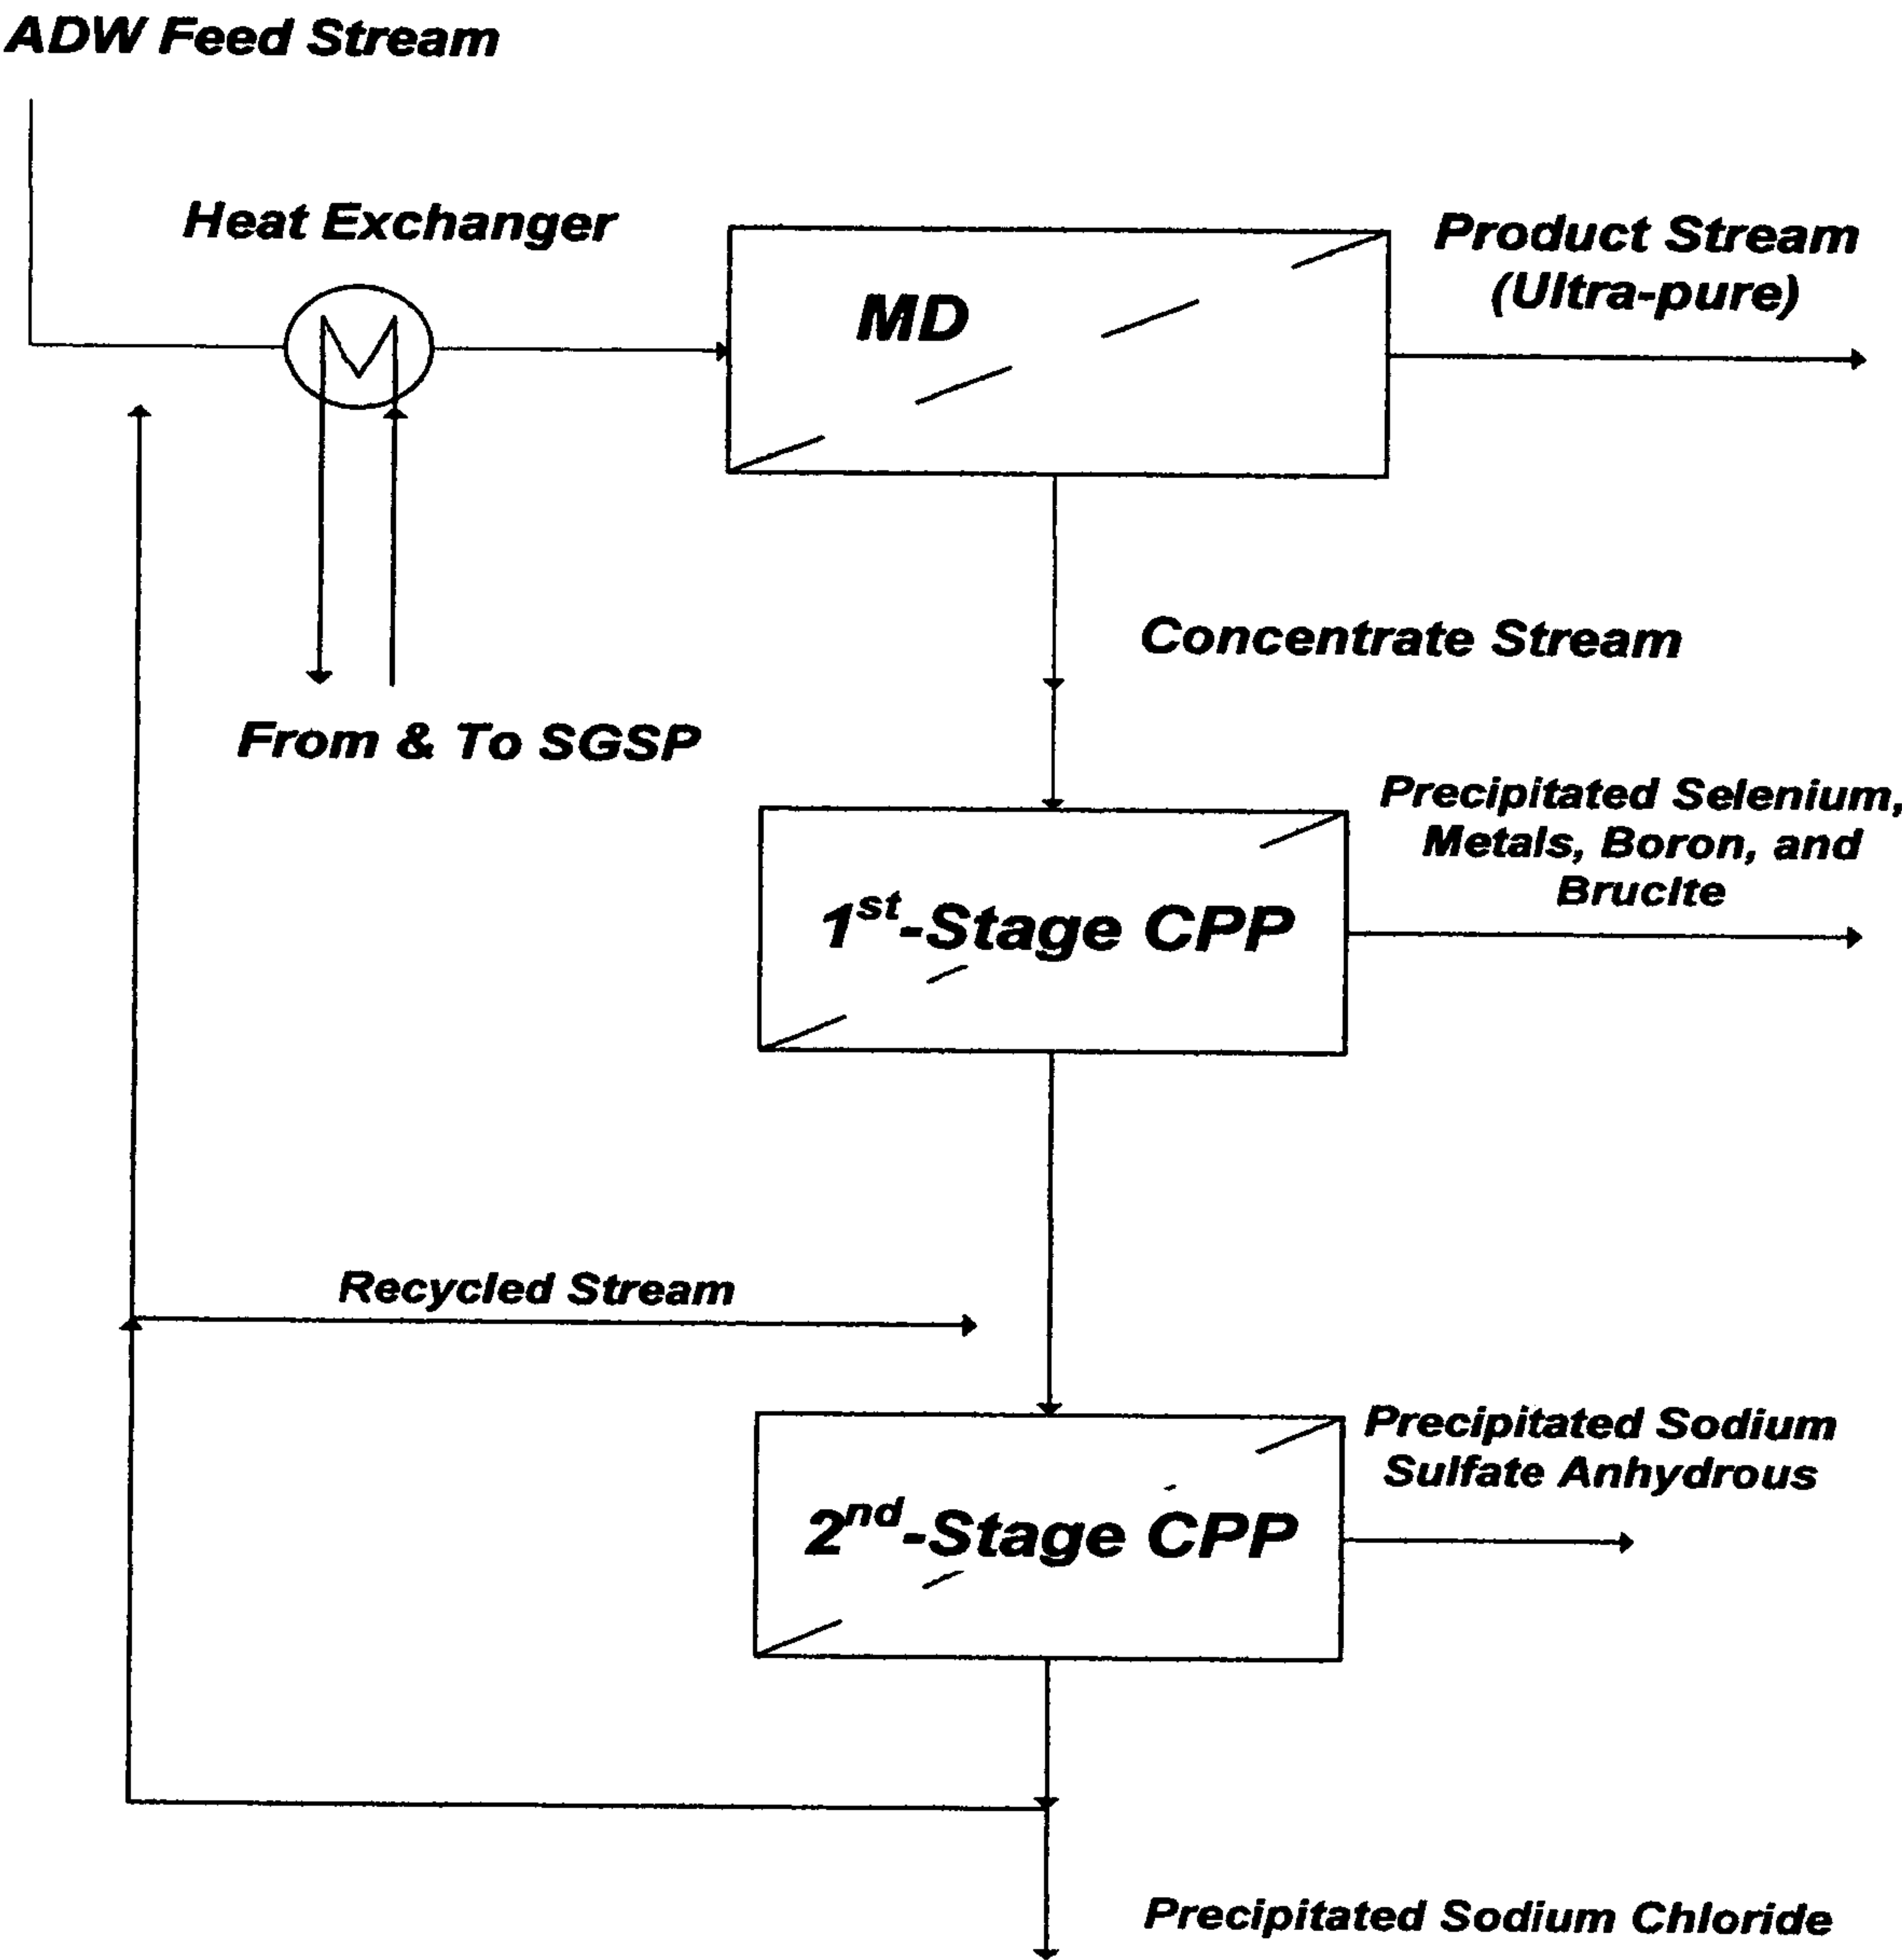 ADW Feed Stream
Heat Exchanger
MD
Product Stream
(Ultra-pure)
Concentrate Stream
From & To SGSP
Precipitated Selenium,
Metals, Boron, and
Brucite
1st-Stage CPP
Recycled Stream
Precipitated Sodium
Sulfate Anhydrous
2nd-Stage CPP
Precipitated Sodium Chloride